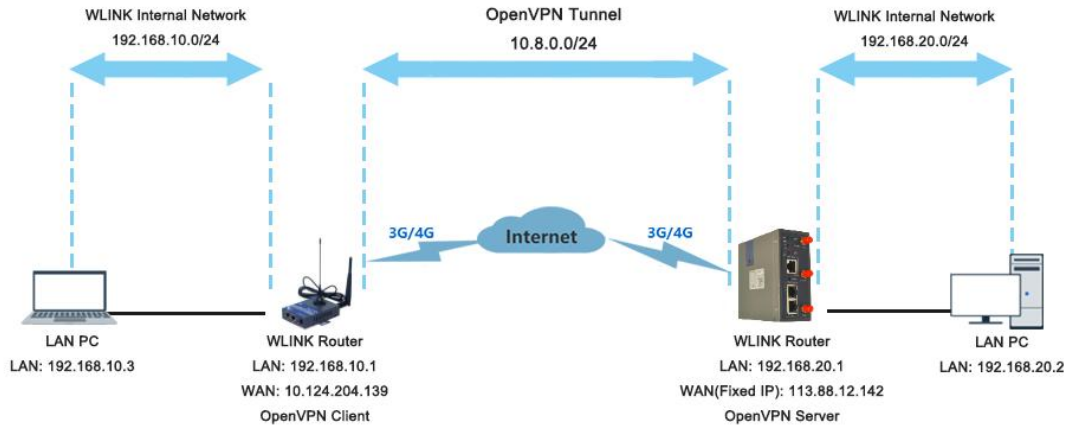 WLINK Internal Network
192.168.10.0/24
OpenVPN Tunnel
10.8.0.0/24
WLINK Internal Network
192.168.20.0/24
3G/4G
Internet
3G/4G
LAN PC
LAN: 192.168.10.3
WLINK Router
LAN: 192.168.10.1
WAN: 10.124.204.139
OpenVPN Client
WLINK Router
LAN: 192.168.20.1
WAN(Fixed IP): 113.88.12.142
OpenVPN Server
LAN PC
LAN: 192.168.20.2